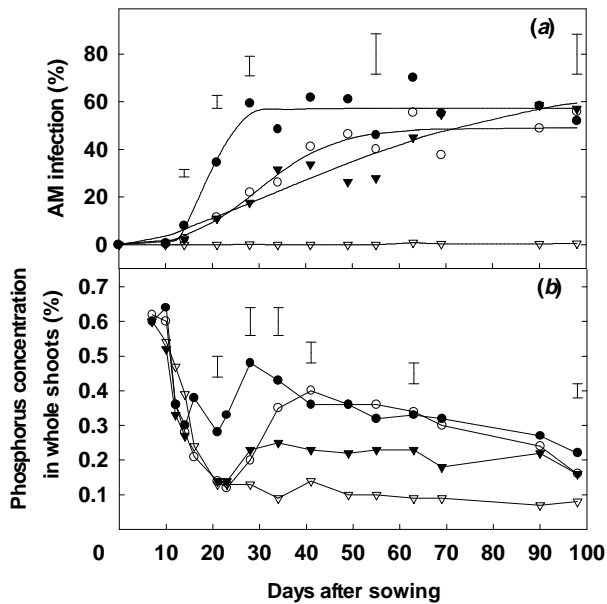 (a)
100
80
60
40
20
0
AM infection (%)
(b)
0.7
0.6
0.5
0.4
0.3
0.2
0.1
Phosphorus concentration
in whole shoots (%)
0 10 20 30 40 50 60 70 80 90 100
Days after sowing